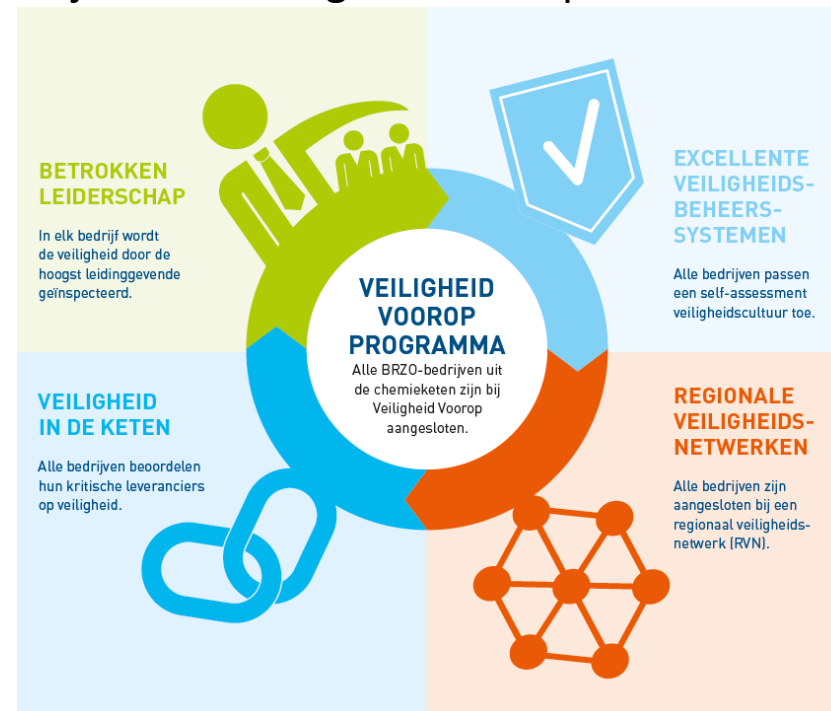 BETROKKEN
LEIDERSCHAP
In elk bedrijf wordt
de veiligheid door de
hoogst leidinggevende
geïnspecteerd.
EXCELLENTE
VEILIGHEIDS-
BEHEERS-
SYSTEMEN
Alle bedrijven passen
een self-assessment
veiligheidscultuur toe.
VEILIGHEID
VOOROP
PROGRAMMA
Alle BRZO-bedrijven uit
de chemieketen zijn bij
Veiligheid Voorop
aangesloten.
VEILIGHEID
IN DE KETEN
Alle bedrijven beoordelen
hun kritische leveranciers
op veiligheid.
REGIONALE
VEILIGHEIDS-
NETWERKEN
Alle bedrijven zijn
aangesloten bij een
regionaal veiligheids-
netwerk (RVN).